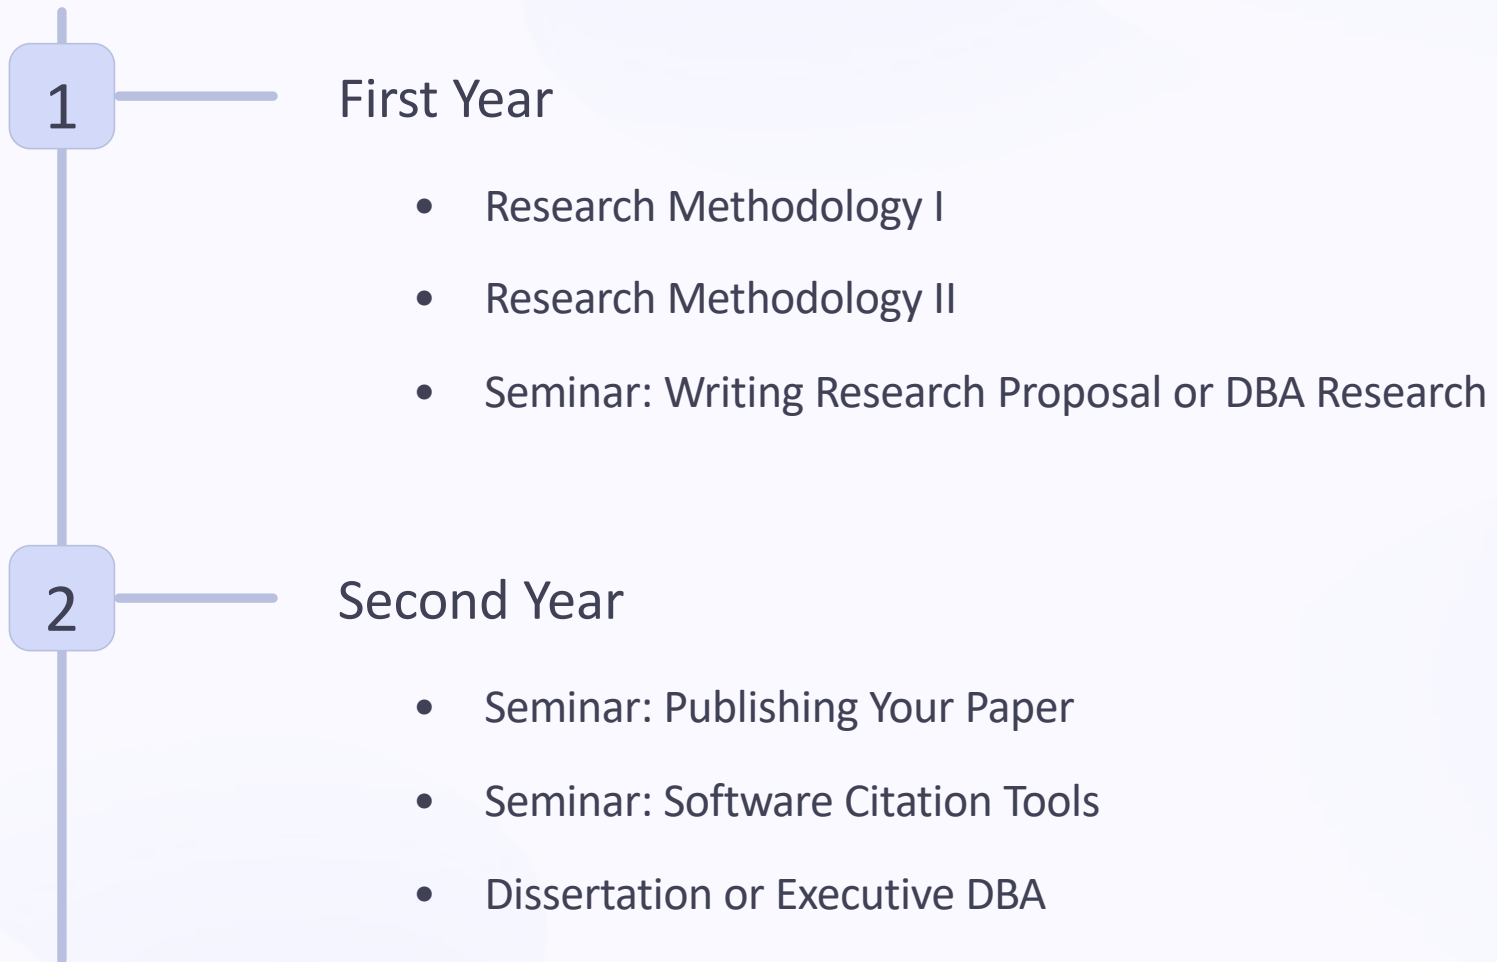 1
First Year
• Research Methodology I
• Research Methodology II
• Seminar: Writing Research Proposal or DBA Research
2
Second Year
• Seminar: Publishing Your Paper
• Seminar: Software Citation Tools
• Dissertation or Executive DBA